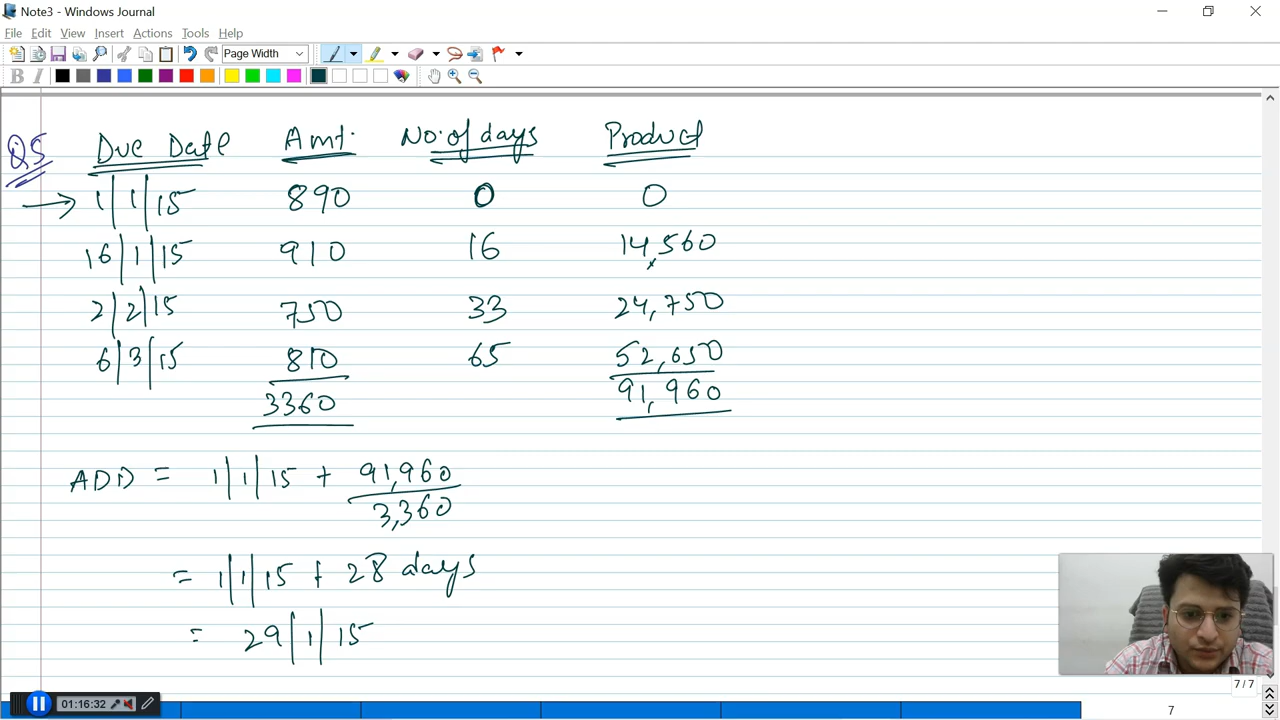 Note3 - Windows Journal
File Edit View Insert Actions Tools Help
Page Width
B I
Q5 Due Date Amt. No. of days Product
→ 1|1|15 890 0 0
16|1|15 910 16 14,560
2|2|15 750 33 24,750
6|3|15 810 65 52,650
3360 91,960
ADD = 1|1|15 + 91,960
3,360
= 1|1|15 + 28 days
= 29|1|15
01:16:32
7 / 7
7